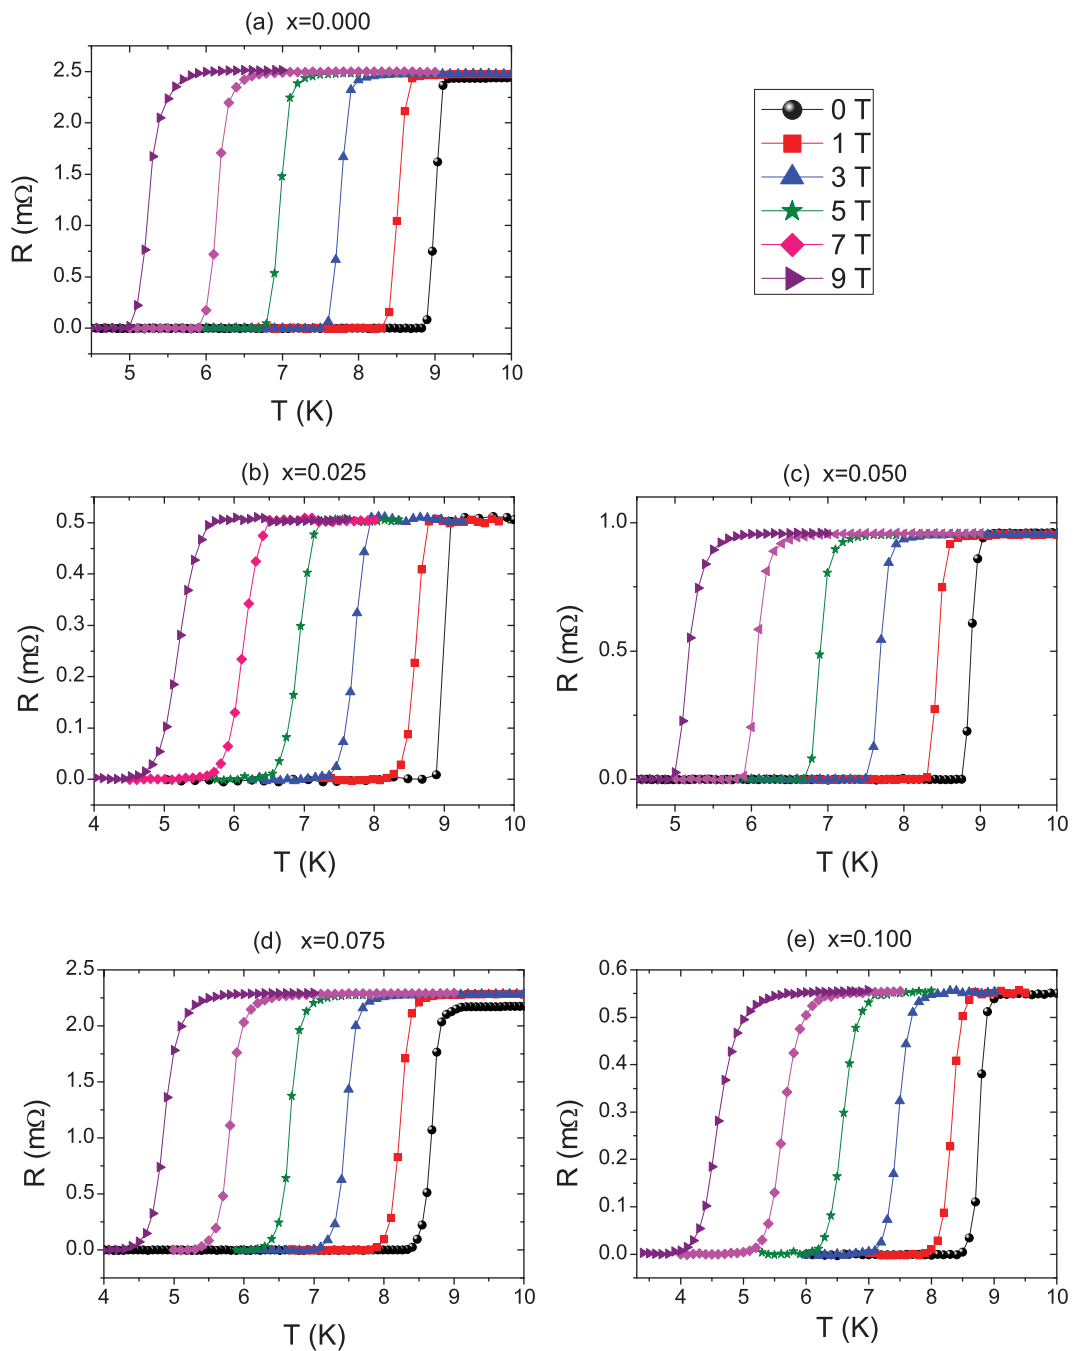 (a) x=0.000
2.5
2.0
1.5
1.0
0.5
0.0
R (mΩ)
5 6 7 8 9 10
T (K)
0 T
1 T
3 T
5 T
7 T
9 T
(b) x=0.025
0.5
0.4
0.3
0.2
0.1
0.0
R (mΩ)
4 5 6 7 8 9 10
T (K)
(c) x=0.050
1.0
0.5
0.0
R (mΩ)
5 6 7 8 9 10
T (K)
(d) x=0.075
2.5
2.0
1.5
1.0
0.5
0.0
R (mΩ)
3 4 5 6 7 8 9 10
T (K)
(e) x=0.100
0.6
0.5
0.4
0.3
0.2
0.1
0.0
R (mΩ)
4 5 6 7 8 9 10
T (K)